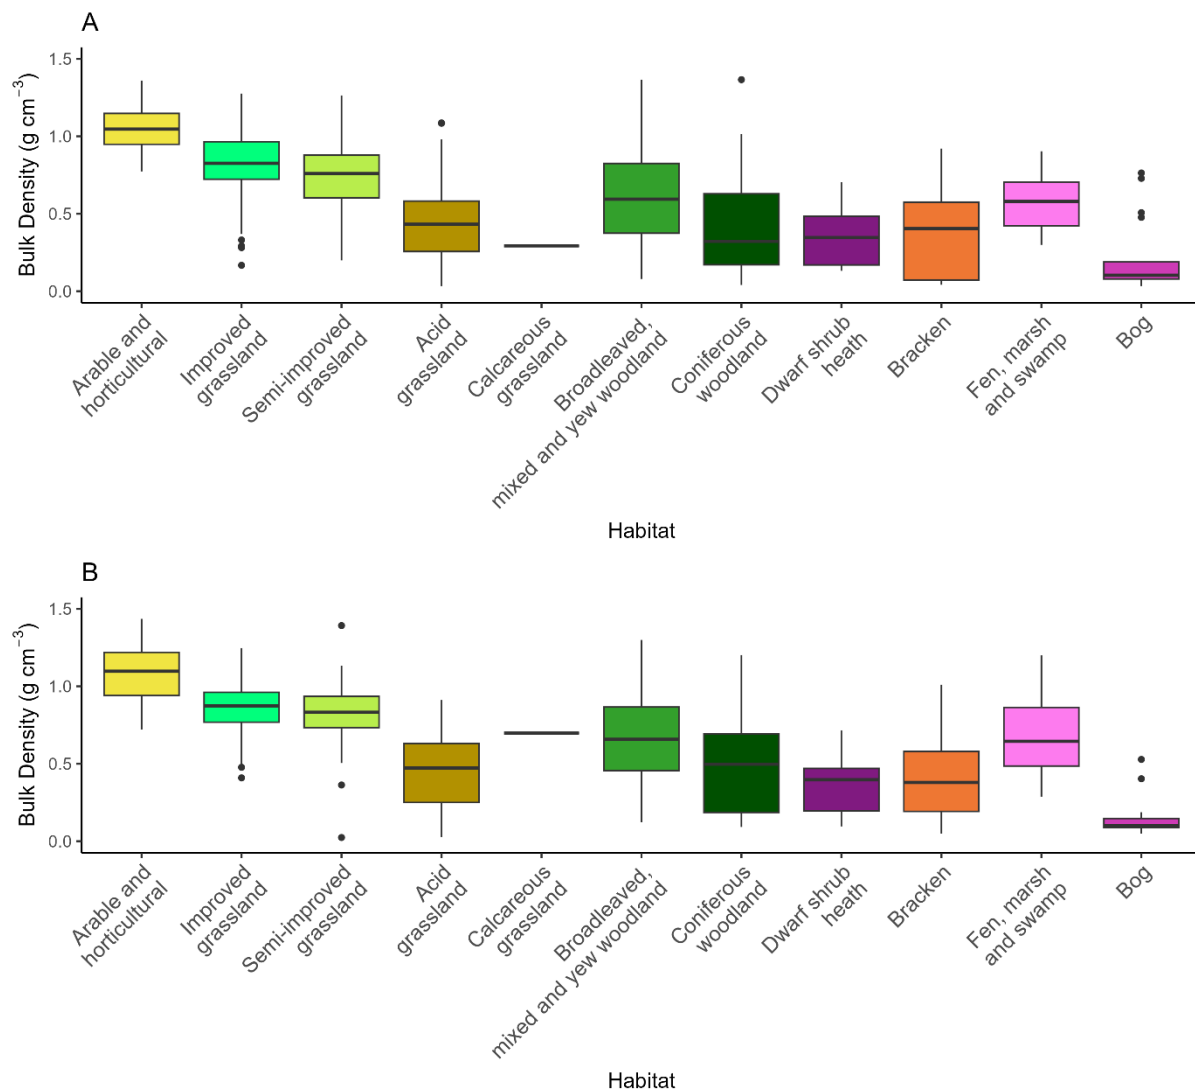 A
Bulk Density (g cm⁻³)
1.5
1.0
0.5
0.0
Arable and
horticultural
Improved
grassland
Semi-improved
grassland
Acid
grassland
Calcareous
grassland
Broadleaved,
mixed and yew woodland
Coniferous
woodland
Dwarf shrub
heath
Bracken
Fen, marsh
and swamp
Bog
Habitat
B
Bulk Density (g cm⁻³)
1.5
1.0
0.5
0.0
Arable and
horticultural
Improved
grassland
Semi-improved
grassland
Acid
grassland
Calcareous
grassland
Broadleaved,
mixed and yew woodland
Coniferous
woodland
Dwarf shrub
heath
Bracken
Fen, marsh
and swamp
Bog
Habitat